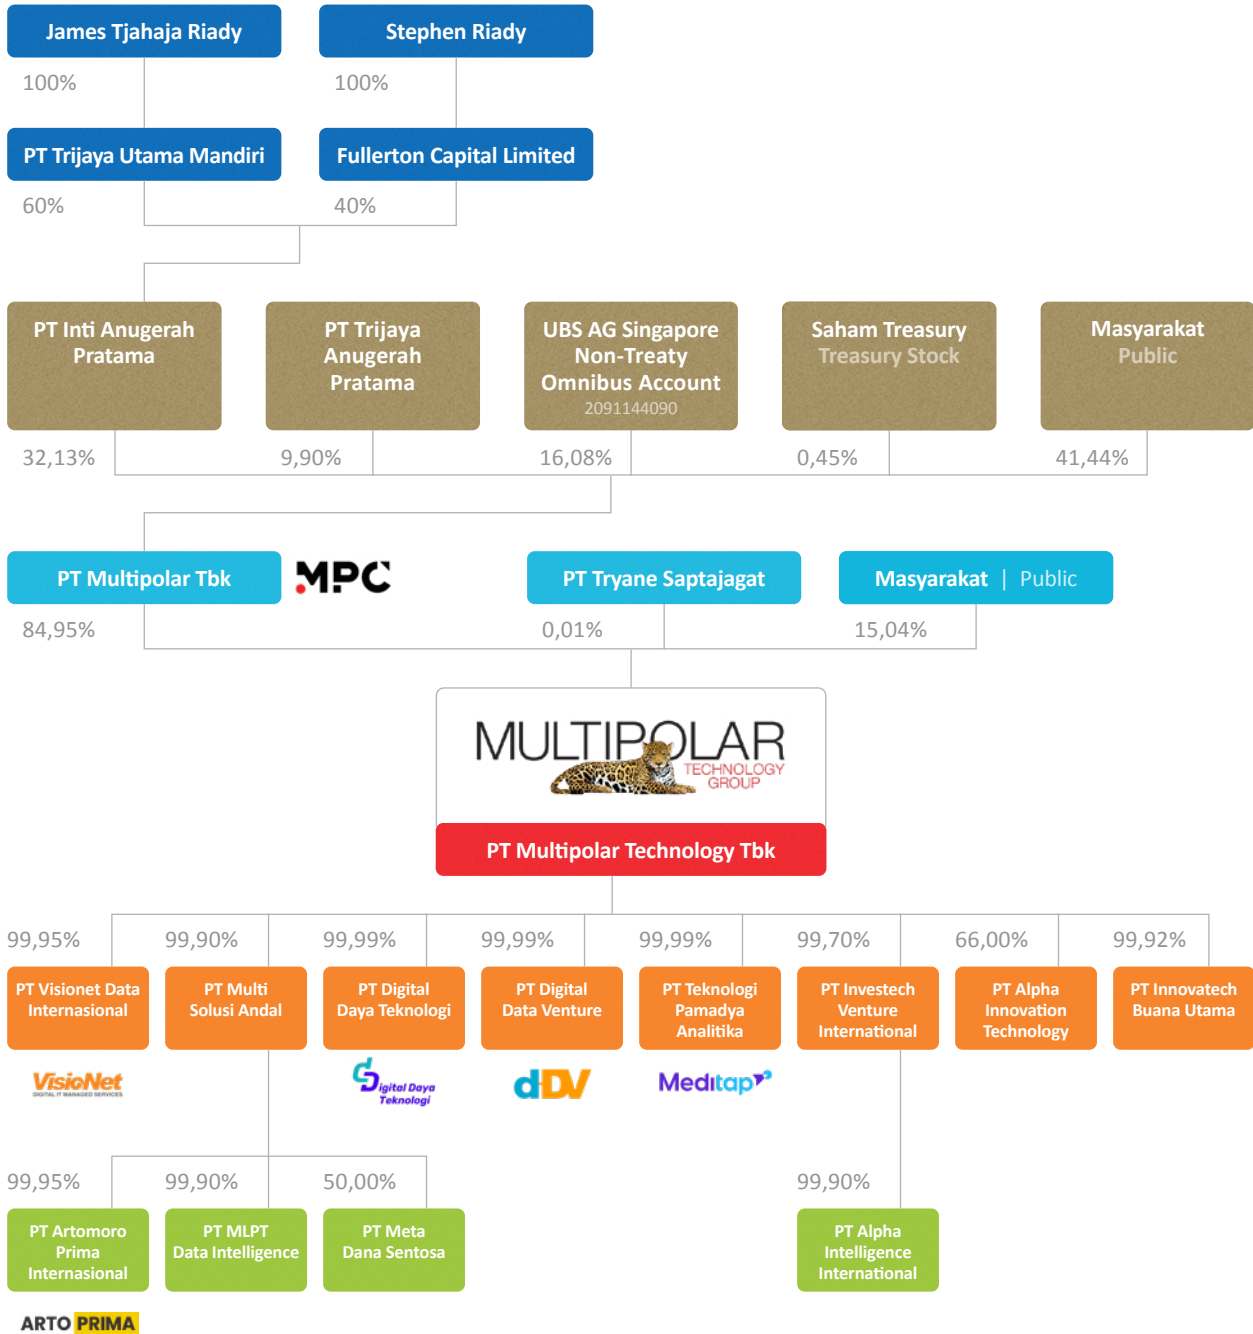 James Tjahaja Riady
Stephen Riady
100%
100%
PT Trijaya Utama Mandiri
Fullerton Capital Limited
60%
40%
PT Inti Anugerah
Pratama
PT Trijaya
Anugerah
Pratama
UBS AG Singapore
Non-Treaty
Omnibus Account
2091144090
Saham Treasury
Treasury Stock
Masyarakat
Public
32,13%
9,90%
16,08%
0,45%
41,44%
PT Multipolar Tbk
MPC
PT Tryane Saptajagat
Masyarakat | Public
84,95%
0,01%
15,04%
MULTIPOLAR
TECHNOLOGY
GROUP
PT Multipolar Technology Tbk
99,95%
99,90%
99,99%
99,99%
99,99%
99,70%
66,00%
99,92%
PT Visionet Data
Internasional
PT Multi
Solusi Andal
PT Digital
Daya Teknologi
PT Digital
Data Venture
PT Teknologi
Pamadya
Analitika
PT Investech
Venture
International
PT Alpha
Innovation
Technology
PT Innovatech
Buana Utama
VisioNet
DIGITAL IT MANAGED SERVICES
Digital Daya
Teknologi
dDV
Meditap
99,95%
99,90%
50,00%
99,90%
PT Artomoro
Prima
Internasional
PT MLPT
Data Intelligence
PT Meta
Dana Sentosa
PT Alpha
Intelligence
International
ARTO PRIMA